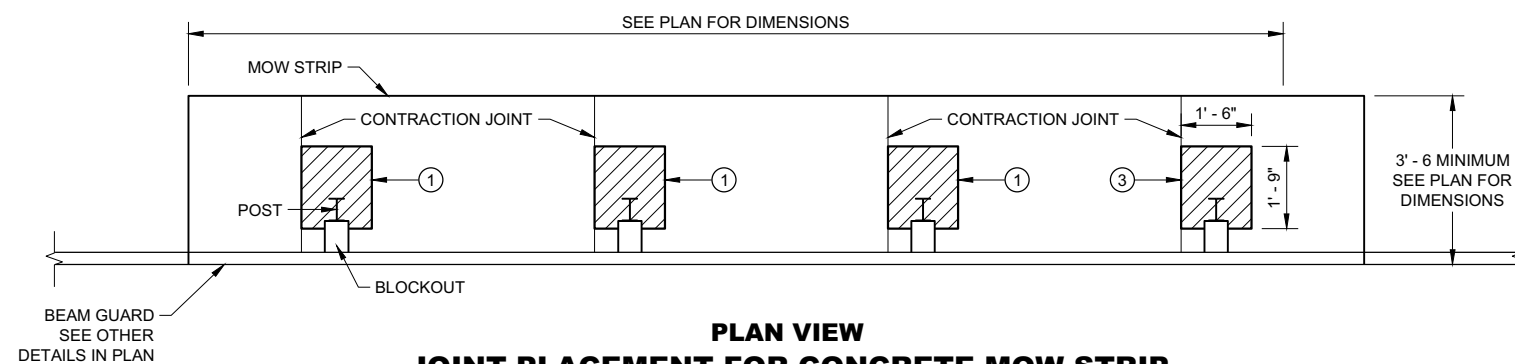 SEE PLAN FOR DIMENSIONS
MOW STRIP
CONTRACTION JOINT
CONTRACTION JOINT
1' - 6"
3' - 6 MINIMUM
SEE PLAN FOR
DIMENSIONS
1
1
1
3
1' - 9"
POST
BLOCKOUT
BEAM GUARD
SEE OTHER
DETAILS IN PLAN
PLAN VIEW
JOINT PLACEMENT FOR CONCRETE MOW STRIP